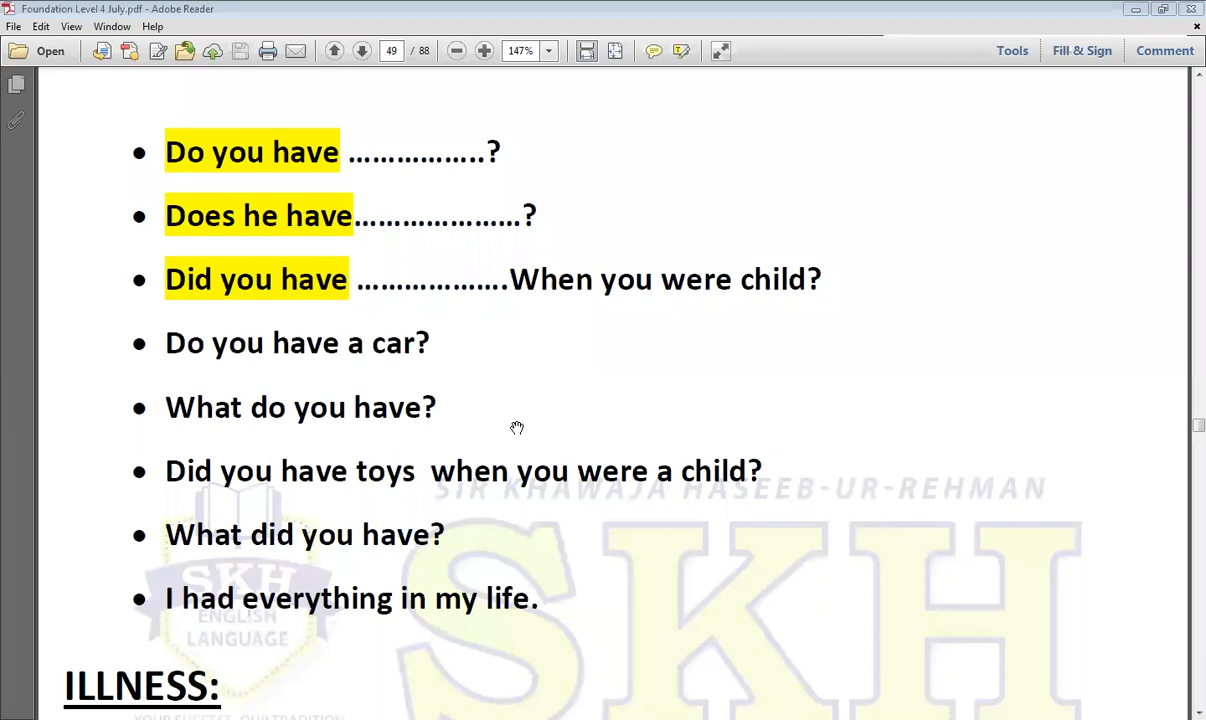 Foundation Level 4 July.pdf - Adobe Reader
File Edit View Window Help
Open 49 / 88 147% Tools Fill & Sign Comment
• Do you have ……………..?
• Does he have…………………?
• Did you have ……………….When you were child?
• Do you have a car?
• What do you have?
• Did you have toys when you were a child?
SIR KHAWAJA HASEEB-UR-REHMAN
• What did you have?
SKH
SKH
• I had everything in my life.
ENGLISH
LANGUAGE
ILLNESS: